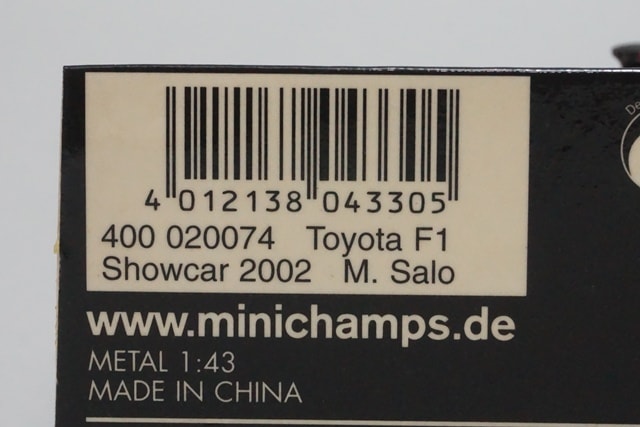 4 012138 043305
400 020074 Toyota F1
Showcar 2002 M. Salo
www.minichamps.de
METAL 1:43
MADE IN CHINA